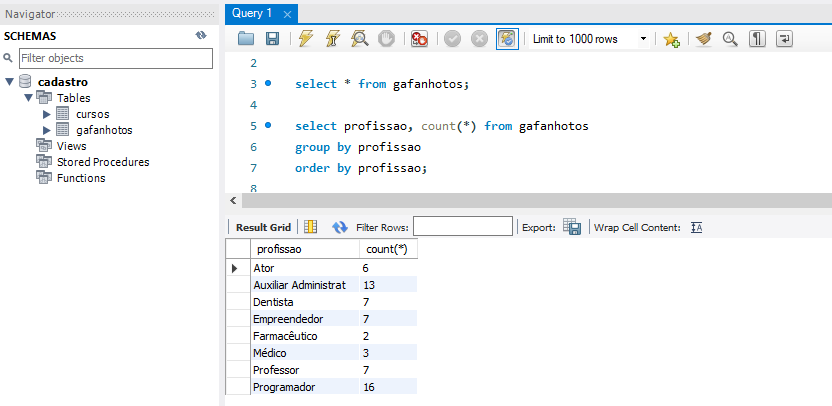 Navigator
SCHEMAS
Filter objects
cadastro
Tables
cursos
gafanhotos
Views
Stored Procedures
Functions
Query 1
Limit to 1000 rows
2
3 select * from gafanhotos;
4
5 select profissao, count(*) from gafanhotos
6 group by profissao
7 order by profissao;
8
Result Grid Filter Rows: Export: Wrap Cell Content:
profissao count(*)
Ator 6
Auxiliar Administrat 13
Dentista 7
Empreendedor 7
Farmacêutico 2
Médico 3
Professor 7
Programador 16